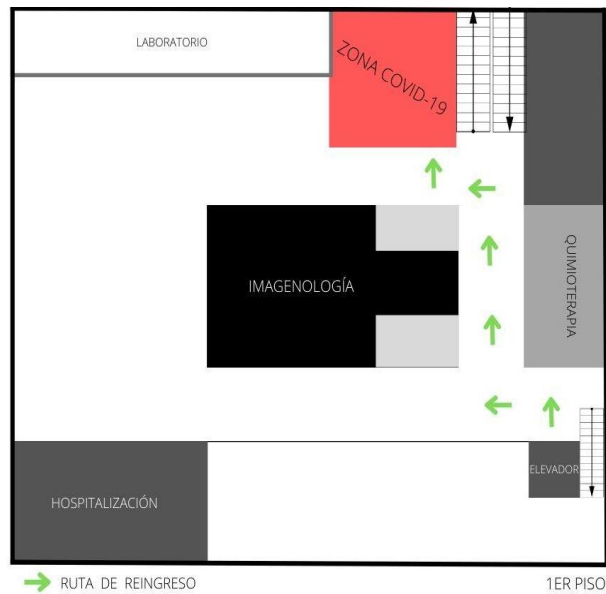 LABORATORIO
ZONA COVID-19
IMAGENOLOGÍA
QUIMIOTERAPIA
ELEVADOR
HOSPITALIZACIÓN
RUTA DE REINGRESO
1ER PISO